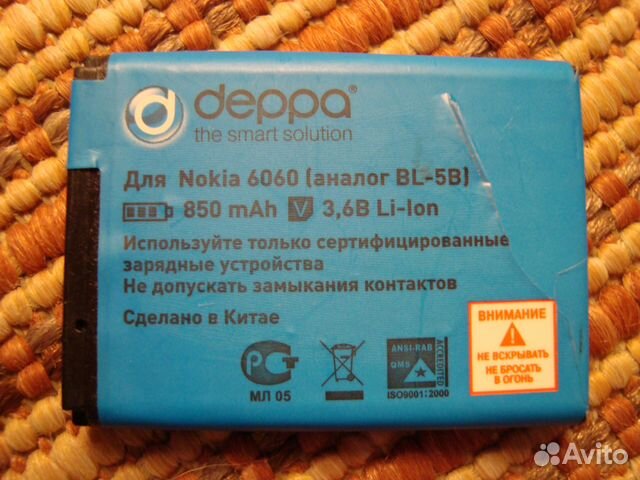 deppa®
the smart solution
Для Nokia 6060 (аналог BL-5B)
850 mAh V 3,6В Li-Ion
Используйте только сертифицированные
зарядные устройства
Не допускать замыкания контактов
Сделано в Китае
ВНИМАНИЕ
!
НЕ ВСКРЫВАТЬ
НЕ БРОСАТЬ
В ОГОНЬ
РСТ
МЛ 05
ANSI-RAB
QMS
ACCREDITED
ISO9001:2000
Avito